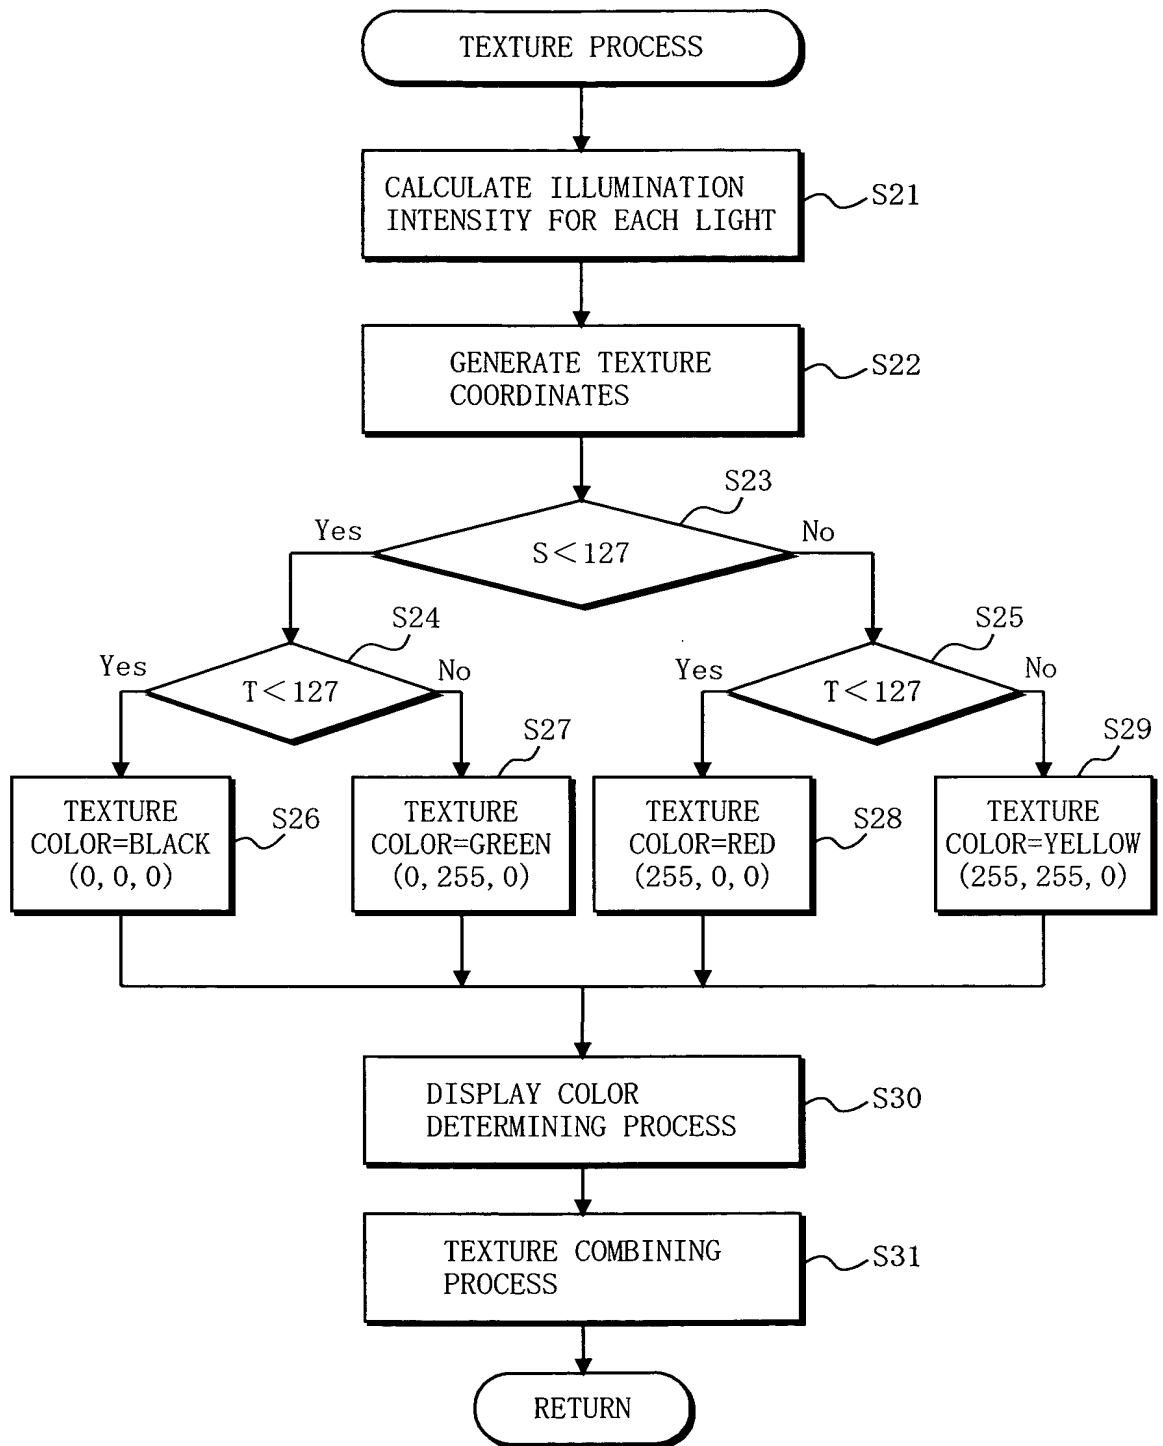 TEXTURE PROCESS
CALCULATE ILLUMINATION
INTENSITY FOR EACH LIGHT
S21
GENERATE TEXTURE
COORDINATES
S22
S23
Yes
No
S<127
S24
S25
Yes
No
T<127
Yes
No
T<127
S27
S29
TEXTURE
COLOR=BLACK
(0,0,0)
S26
TEXTURE
COLOR=GREEN
(0,255,0)
TEXTURE
COLOR=RED
(255,0,0)
S28
TEXTURE
COLOR=YELLOW
(255,255,0)
DISPLAY COLOR
DETERMINING PROCESS
S30
TEXTURE COMBINING
PROCESS
S31
RETURN